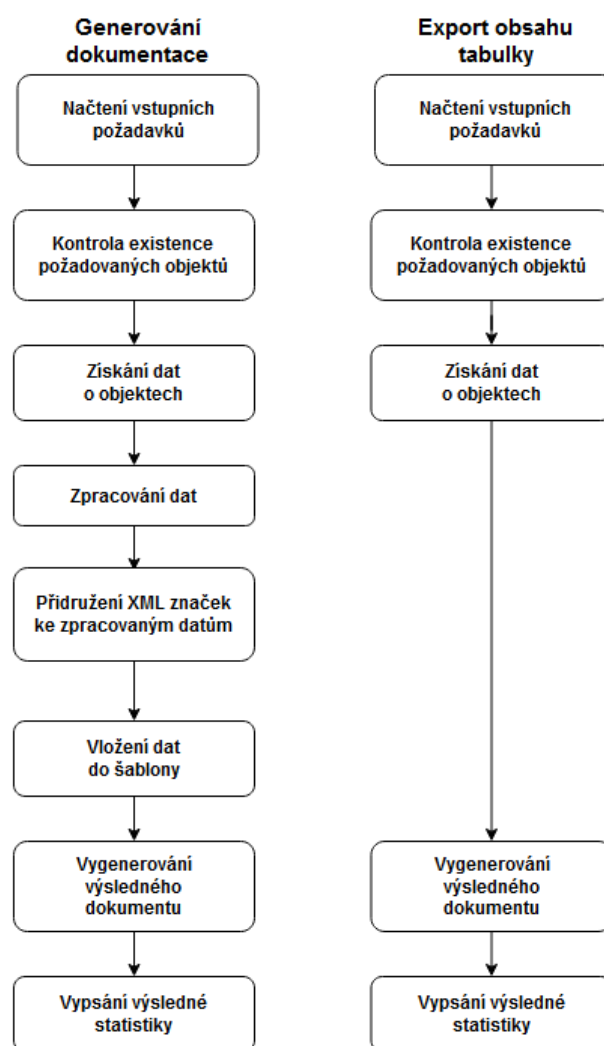 Generování
dokumentace
Načtení vstupních
požadavků
Kontrola existence
požadovaných objektů
Získání dat
o objektech
Zpracování dat
Přidružení XML značek
ke zpracovaným datům
Vložení dat
do šablony
Vygenerování
výsledného
dokumentu
Vypsání výsledné
statistiky
Export obsahu
tabulky
Načtení vstupních
požadavků
Kontrola existence
požadovaných objektů
Získání dat
o objektech
Vygenerování
výsledného
dokumentu
Vypsání výsledné
statistiky